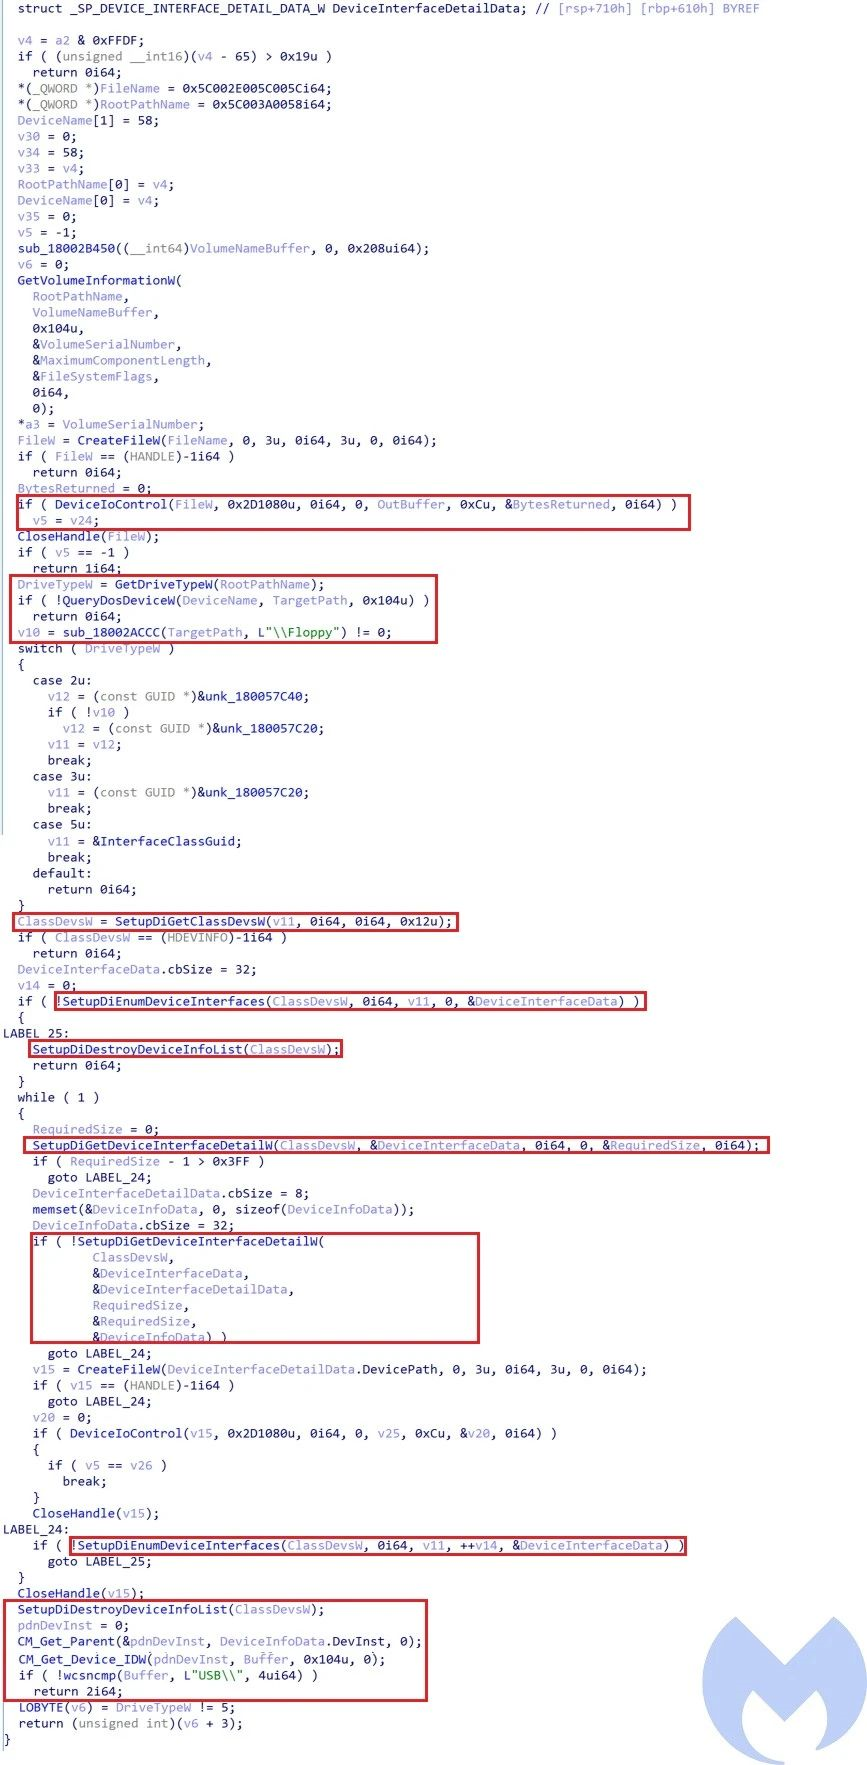 struct _SP_DEVICE_INTERFACE_DETAIL_DATA_W DeviceInterfaceDetailData; // [rsp+710h] [rbp+610h] BYREF
v4 = a2 & 0xFFDF;
if ( (unsigned __int16)(v4 - 65) > 0x19u )
return 0i64;
*(_QWORD *)FileName = 0x5C002E005C005Ci64;
*(_QWORD *)RootPathName = 0x5C003A0058i64;
DeviceName[1] = 58;
v30 = 0;
v34 = 58;
v33 = v4;
RootPathName[0] = v4;
DeviceName[0] = v4;
v35 = 0;
v5 = -1;
sub_18002B450((__int64)VolumeNameBuffer, 0, 0x208ui64);
v6 = 0;
GetVolumeInformationW(
RootPathName,
VolumeNameBuffer,
0x104u,
&VolumeSerialNumber,
&MaximumComponentLength,
&FileSystemFlags,
0i64,
0);
*a3 = VolumeSerialNumber;
FileW = CreateFileW(FileName, 0, 3u, 0i64, 3u, 0, 0i64);
if ( FileW == (HANDLE)-1i64 )
return 0i64;
BytesReturned = 0;
if ( DeviceIoControl(FileW, 0x2D1080u, 0i64, 0, OutBuffer, 0xCu, &BytesReturned, 0i64) )
v5 = v24;
CloseHandle(FileW);
if ( v5 == -1 )
return 1i64;
DriveTypeW = GetDriveTypeW(RootPathName);
if ( !QueryDosDeviceW(DeviceName, TargetPath, 0x104u) )
return 0i64;
v10 = sub_18002ACCC(TargetPath, L"\\Floppy") != 0;
switch ( DriveTypeW )
{
case 2u:
v12 = (const GUID *)&unk_180057C40;
if ( !v10 )
v12 = (const GUID *)&unk_180057C20;
v11 = v12;
break;
case 3u:
v11 = (const GUID *)&unk_180057C20;
break;
case 5u:
v11 = &InterfaceClassGuid;
break;
default:
return 0i64;
}
ClassDevsW = SetupDiGetClassDevsW(v11, 0i64, 0i64, 0x12u);
if ( ClassDevsW == (HDEVINFO)-1i64 )
return 0i64;
DeviceInterfaceData.cbSize = 32;
v14 = 0;
if ( !SetupDiEnumDeviceInterfaces(ClassDevsW, 0i64, v11, 0, &DeviceInterfaceData) )
{
LABEL_25:
SetupDiDestroyDeviceInfoList(ClassDevsW);
return 0i64;
}
while ( 1 )
{
RequiredSize = 0;
SetupDiGetDeviceInterfaceDetailW(ClassDevsW, &DeviceInterfaceData, 0i64, 0, &RequiredSize, 0i64);
if ( RequiredSize - 1 > 0x3FF )
goto LABEL_24;
DeviceInterfaceDetailData.cbSize = 8;
memset(&DeviceInfoData, 0, sizeof(DeviceInfoData));
DeviceInfoData.cbSize = 32;
if ( !SetupDiGetDeviceInterfaceDetailW(
ClassDevsW,
&DeviceInterfaceData,
&DeviceInterfaceDetailData,
RequiredSize,
&RequiredSize,
&DeviceInfoData) )
goto LABEL_24;
v15 = CreateFileW(DeviceInterfaceDetailData.DevicePath, 0, 3u, 0i64, 3u, 0, 0i64);
if ( v15 == (HANDLE)-1i64 )
goto LABEL_24;
v20 = 0;
if ( DeviceIoControl(v15, 0x2D1080u, 0i64, 0, v25, 0xCu, &v20, 0i64) )
{
if ( v5 == v26 )
break;
}
CloseHandle(v15);
LABEL_24:
if ( !SetupDiEnumDeviceInterfaces(ClassDevsW, 0i64, v11, ++v14, &DeviceInterfaceData) )
goto LABEL_25;
}
CloseHandle(v15);
SetupDiDestroyDeviceInfoList(ClassDevsW);
pdnDevInst = 0;
CM_Get_Parent(&pdnDevInst, DeviceInfoData.DevInst, 0);
CM_Get_Device_IDW(pdnDevInst, Buffer, 0x104u, 0);
if ( !wcsncmp(Buffer, L"USB\\", 4ui64) )
return 2i64;
LOBYTE(v6) = DriveTypeW != 5;
return (unsigned int)(v6 + 3);
}